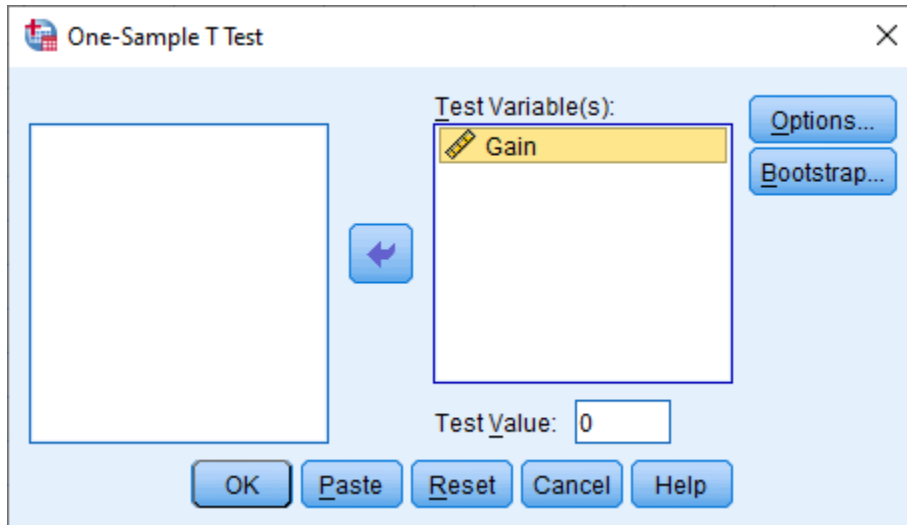 One-Sample T Test
Test Variable(s):
Gain
Options...
Bootstrap...
Test Value: 0
OK Paste Reset Cancel Help